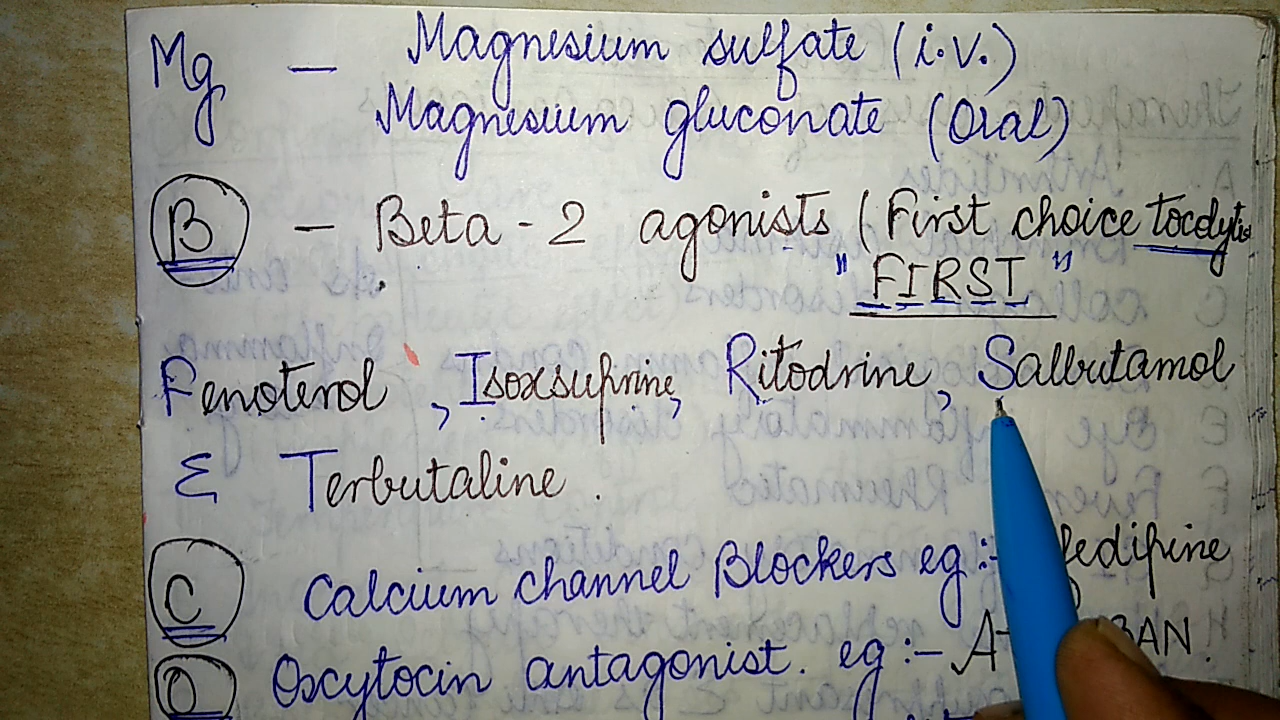 Mg — Magnesium sulfate (i.v.)
Magnesium gluconate (Oral)
B — Beta-2 agonists (First choice
"FIRST"
Fenoterol, Isoxsuprine, Ritodrine, Salbutamol
& Terbutaline.
C Calcium channel Blockers eg:-
O Oxytocin antagonist. eg:-